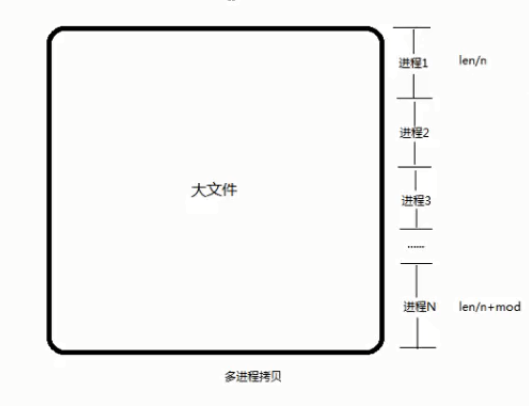 进程1
len/n
进程2
大文件
进程3
......
进程N
len/n+mod
多进程拷贝